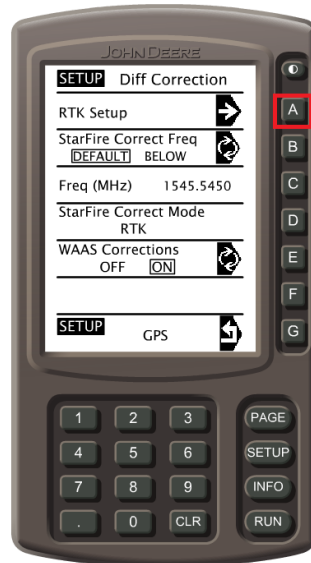 JOHN DEERE
SETUP Diff Correction
RTK Setup
A
StarFire Correct Freq
DEFAULT BELOW
B
Freq (MHz) 1545.5450
C
StarFire Correct Mode
RTK
D
WAAS Corrections
OFF ON
E
F
SETUP GPS
G
1 2 3 PAGE
4 5 6 SETUP
7 8 9 INFO
. 0 CLR RUN